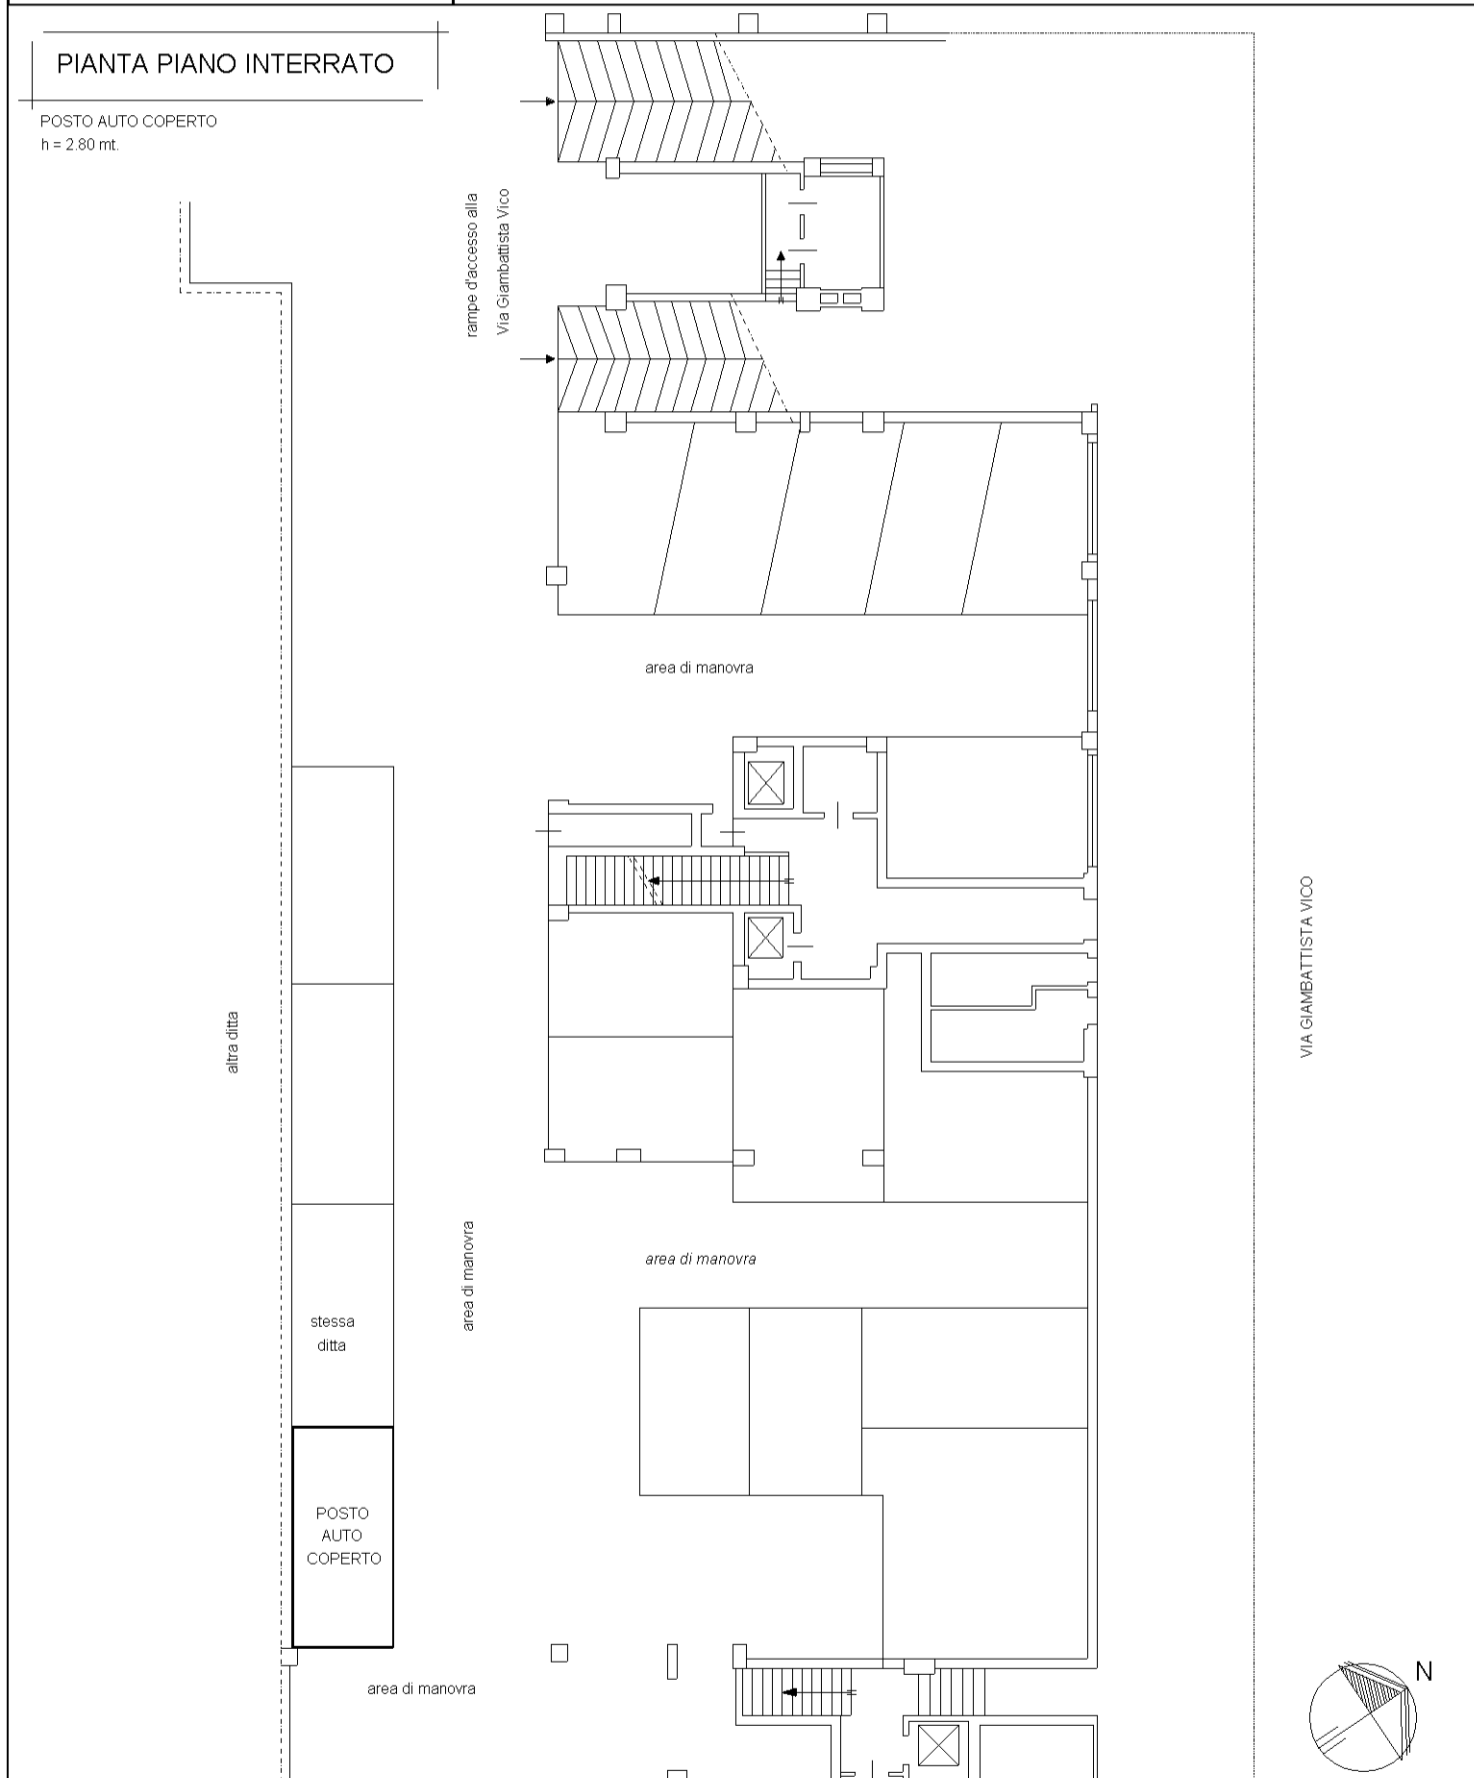 PIANTA PIANO INTERRATO
POSTO AUTO COPERTO
h = 2.80 mt.
rampe d'accesso alla
Via Giambattista Vico
area di manovra
altra ditta
VIA GIAMBATTISTA VICO
area di manovra
area di manovra
stessa
ditta
POSTO
AUTO
COPERTO
area di manovra
N